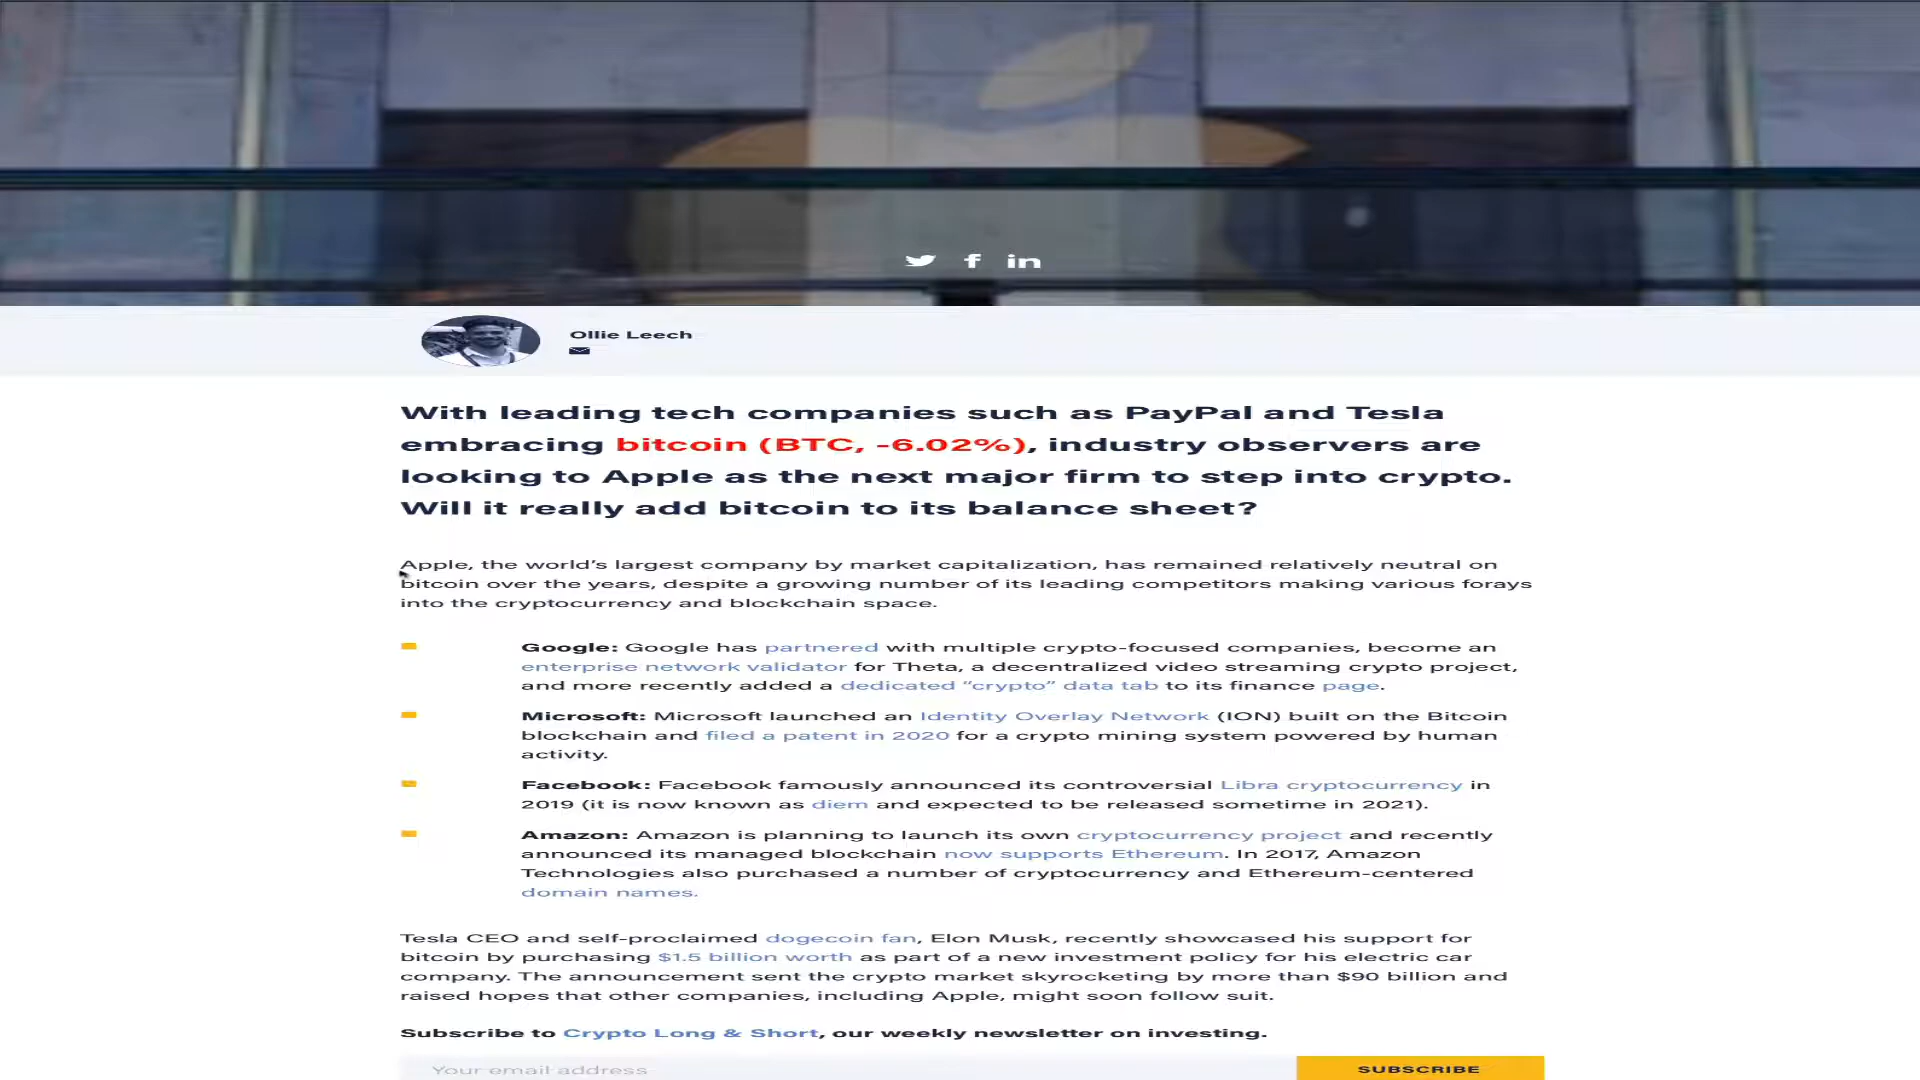 Ollie Leech
With leading tech companies such as PayPal and Tesla
embracing bitcoin (BTC, -6.02%), industry observers are
looking to Apple as the next major firm to step into crypto.
Will it really add bitcoin to its balance sheet?
Apple, the world's largest company by market capitalization, has remained relatively neutral on
bitcoin over the years, despite a growing number of its leading competitors making various forays
into the cryptocurrency and blockchain space.
Google: Google has partnered with multiple crypto-focused companies, become an
enterprise network validator for Theta, a decentralized video streaming crypto project,
and more recently added a dedicated “crypto” data tab to its finance page.
Microsoft: Microsoft launched an Identity Overlay Network (ION) built on the Bitcoin
blockchain and filed a patent in 2020 for a crypto mining system powered by human
activity.
Facebook: Facebook famously announced its controversial Libra cryptocurrency in
2019 (it is now known as diem and expected to be released sometime in 2021).
Amazon: Amazon is planning to launch its own cryptocurrency project and recently
announced its managed blockchain now supports Ethereum. In 2017, Amazon
Technologies also purchased a number of cryptocurrency and Ethereum-centered
domain names.
Tesla CEO and self-proclaimed dogecoin fan, Elon Musk, recently showcased his support for
bitcoin by purchasing $1.5 billion worth as part of a new investment policy for his electric car
company. The announcement sent the crypto market skyrocketing by more than $90 billion and
raised hopes that other companies, including Apple, might soon follow suit.
Subscribe to Crypto Long & Short, our weekly newsletter on investing.
Your email address
SUBSCRIBE